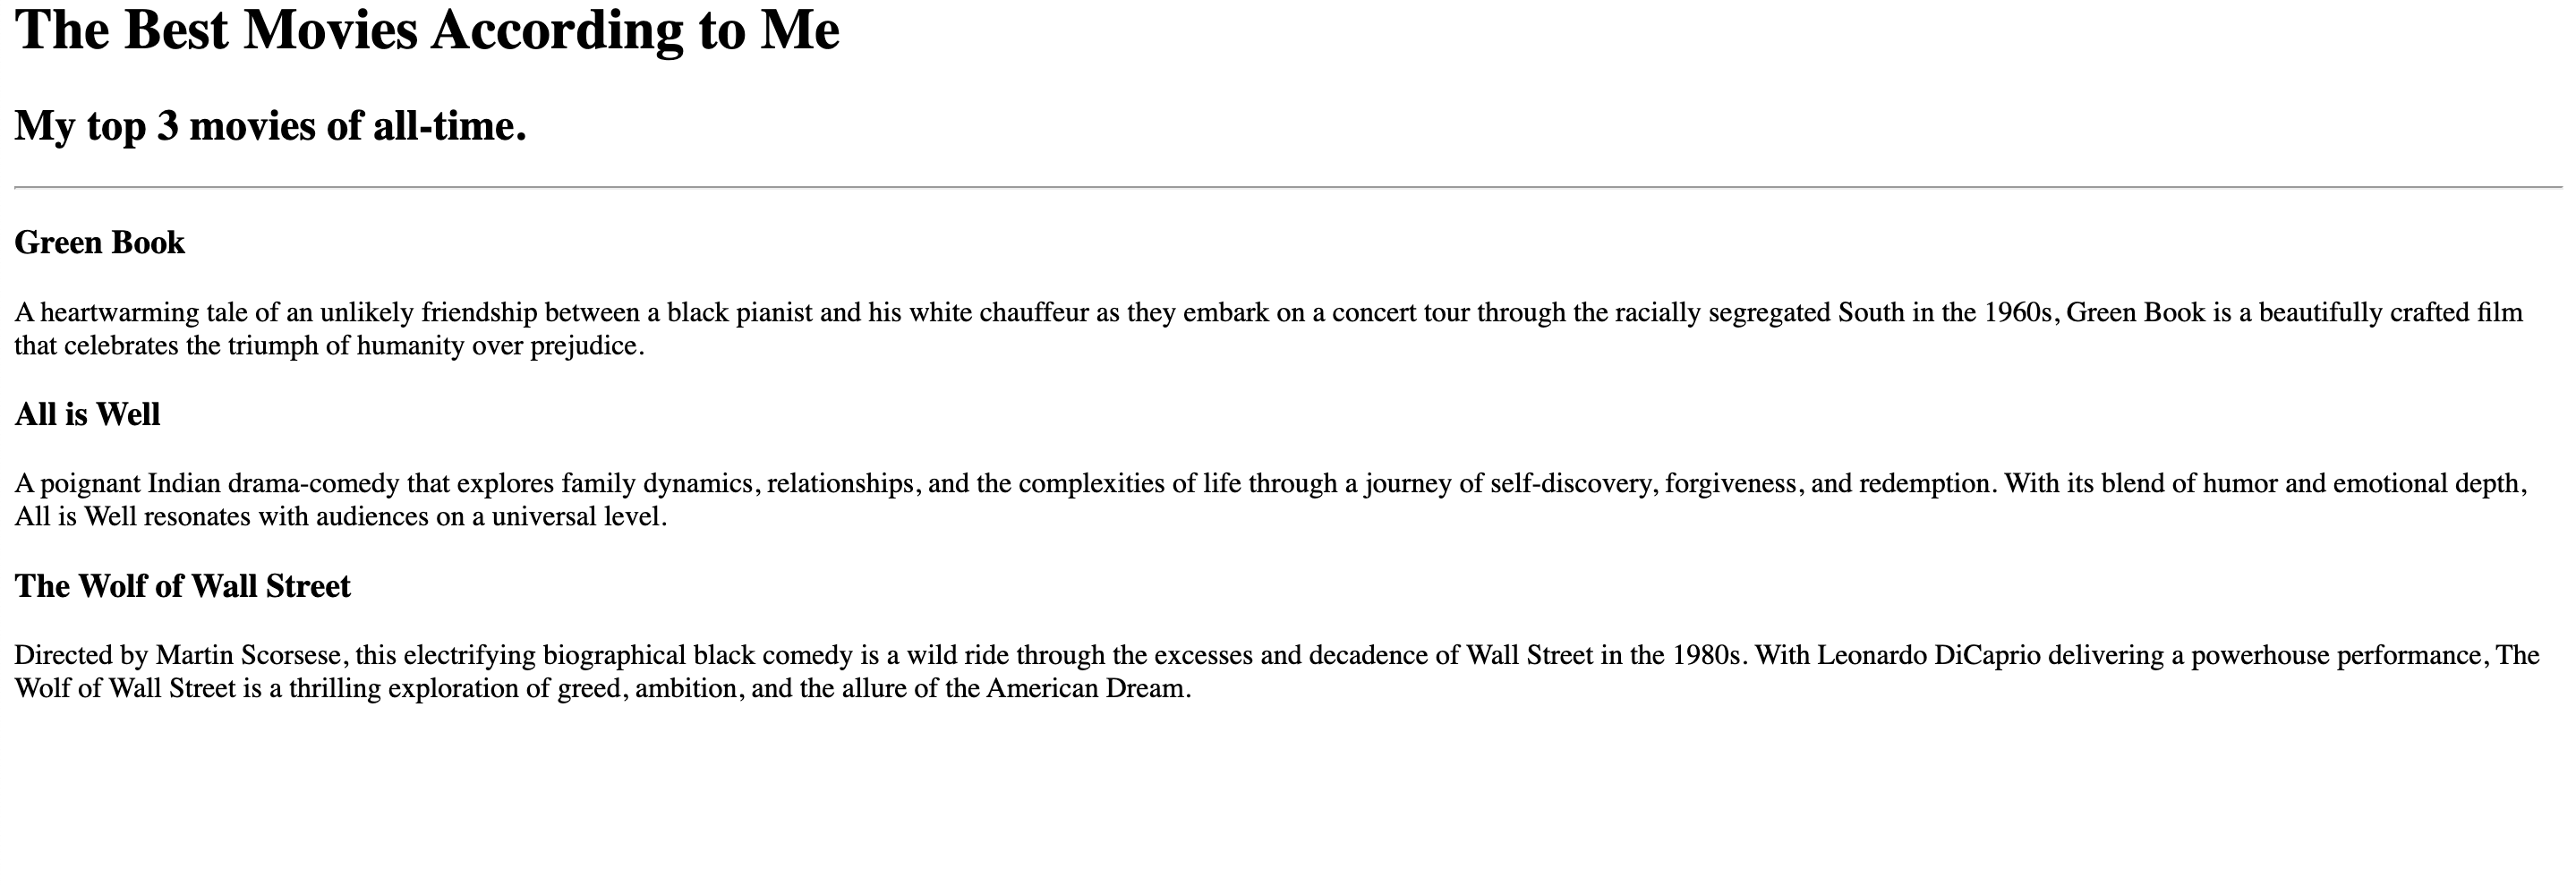 The Best Movies According to Me
My top 3 movies of all-time.
Green Book
A heartwarming tale of an unlikely friendship between a black pianist and his white chauffeur as they embark on a concert tour through the racially segregated South in the 1960s, Green Book is a beautifully crafted film
that celebrates the triumph of humanity over prejudice.
All is Well
A poignant Indian drama-comedy that explores family dynamics, relationships, and the complexities of life through a journey of self-discovery, forgiveness, and redemption. With its blend of humor and emotional depth,
All is Well resonates with audiences on a universal level.
The Wolf of Wall Street
Directed by Martin Scorsese, this electrifying biographical black comedy is a wild ride through the excesses and decadence of Wall Street in the 1980s. With Leonardo DiCaprio delivering a powerhouse performance, The
Wolf of Wall Street is a thrilling exploration of greed, ambition, and the allure of the American Dream.